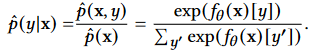 p̂(y|x) = p̂(x, y) / p̂(x) = exp(f_θ(x)[y]) / ∑_{y′} exp(f_θ(x)[y′]).